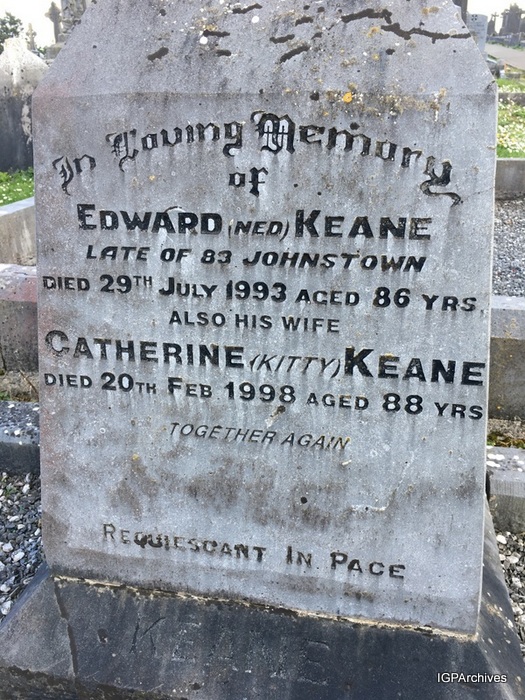 In Loving Memory
of
EDWARD (NED) KEANE
LATE OF 83 JOHNSTOWN
DIED 29TH JULY 1993 AGED 86 YRS
ALSO HIS WIFE
CATHERINE (KITTY) KEANE
DIED 20TH FEB 1998 AGED 88 YRS
TOGETHER AGAIN
REQUIESCANT IN PACE
KEANE
IGPArchives